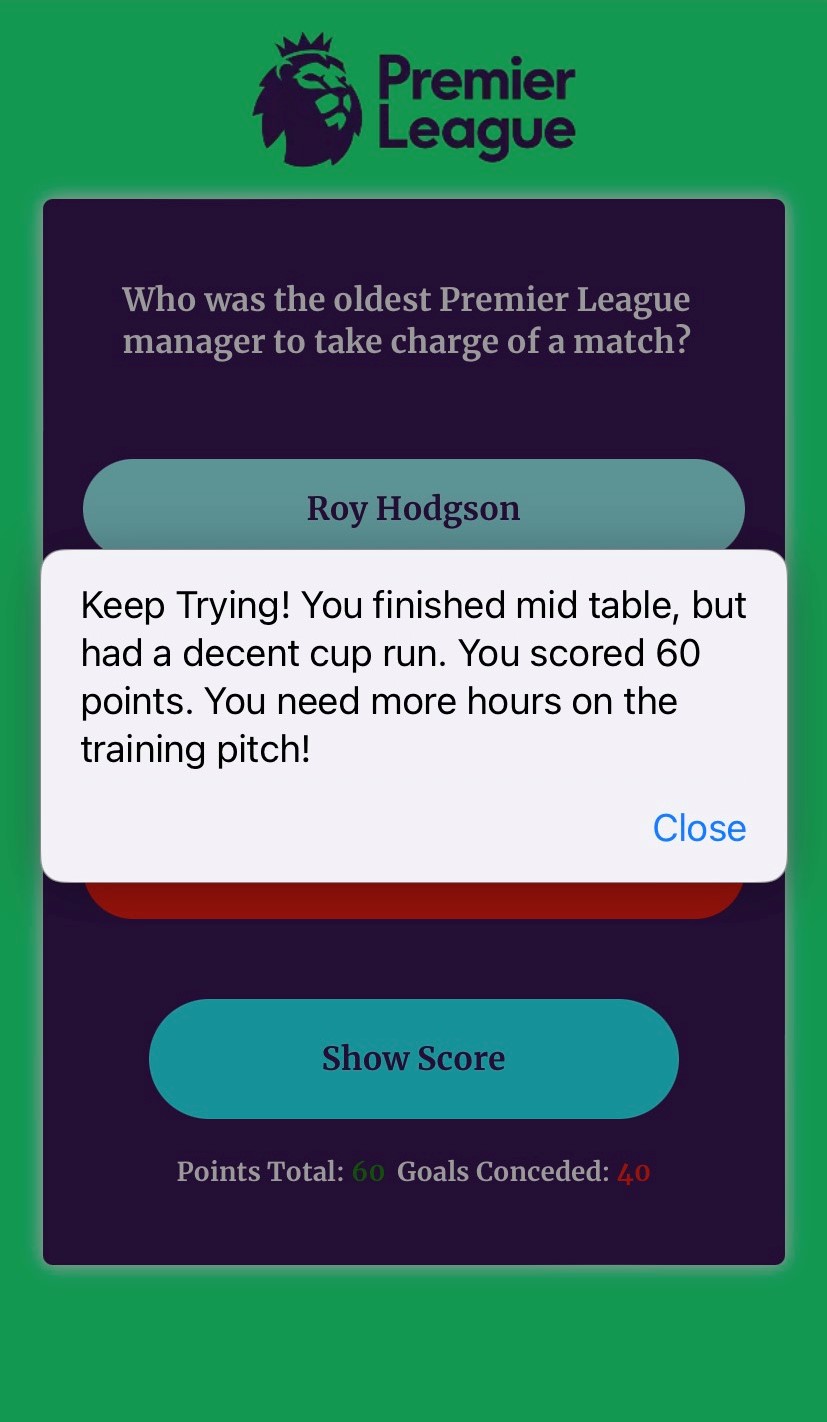 Premier
League
Who was the oldest Premier League
manager to take charge of a match?
Roy Hodgson
Keep Trying! You finished mid table, but
had a decent cup run. You scored 60
points. You need more hours on the
training pitch!
Close
Show Score
Points Total: 60 Goals Conceded: 40